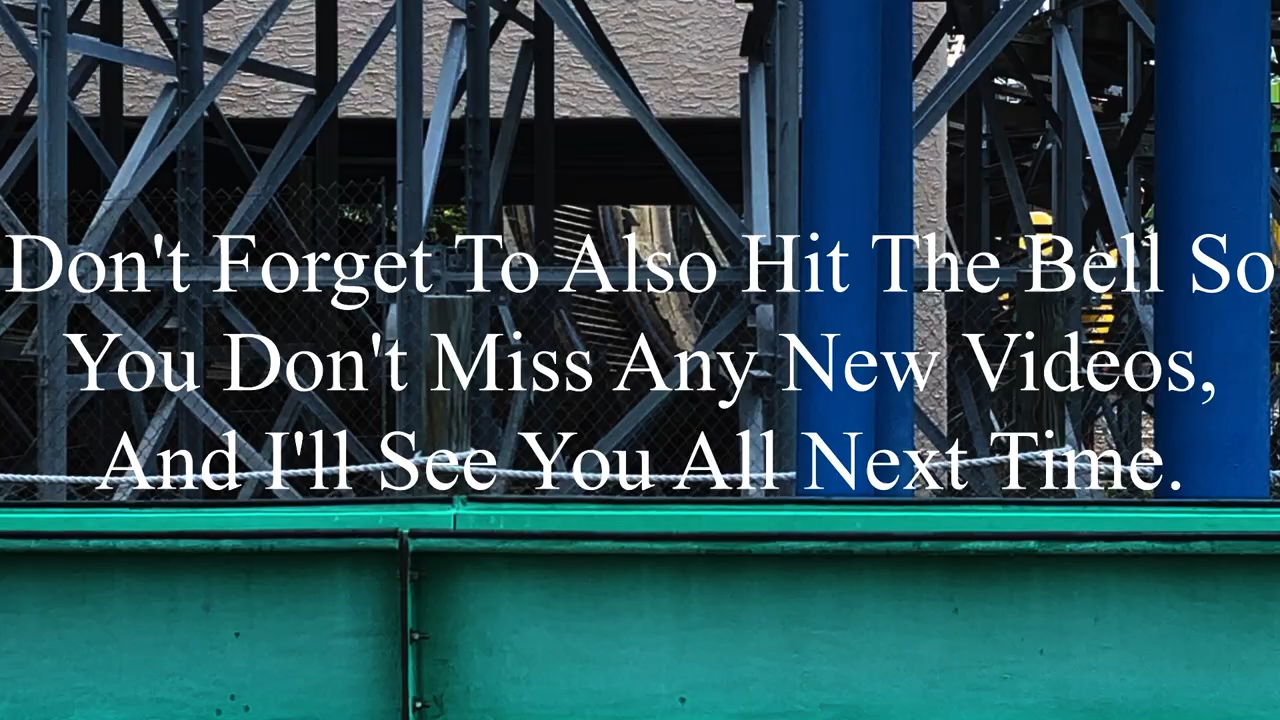 Don't Forget To Also Hit The Bell So
You Don't Miss Any New Videos,
And I'll See You All Next Time.